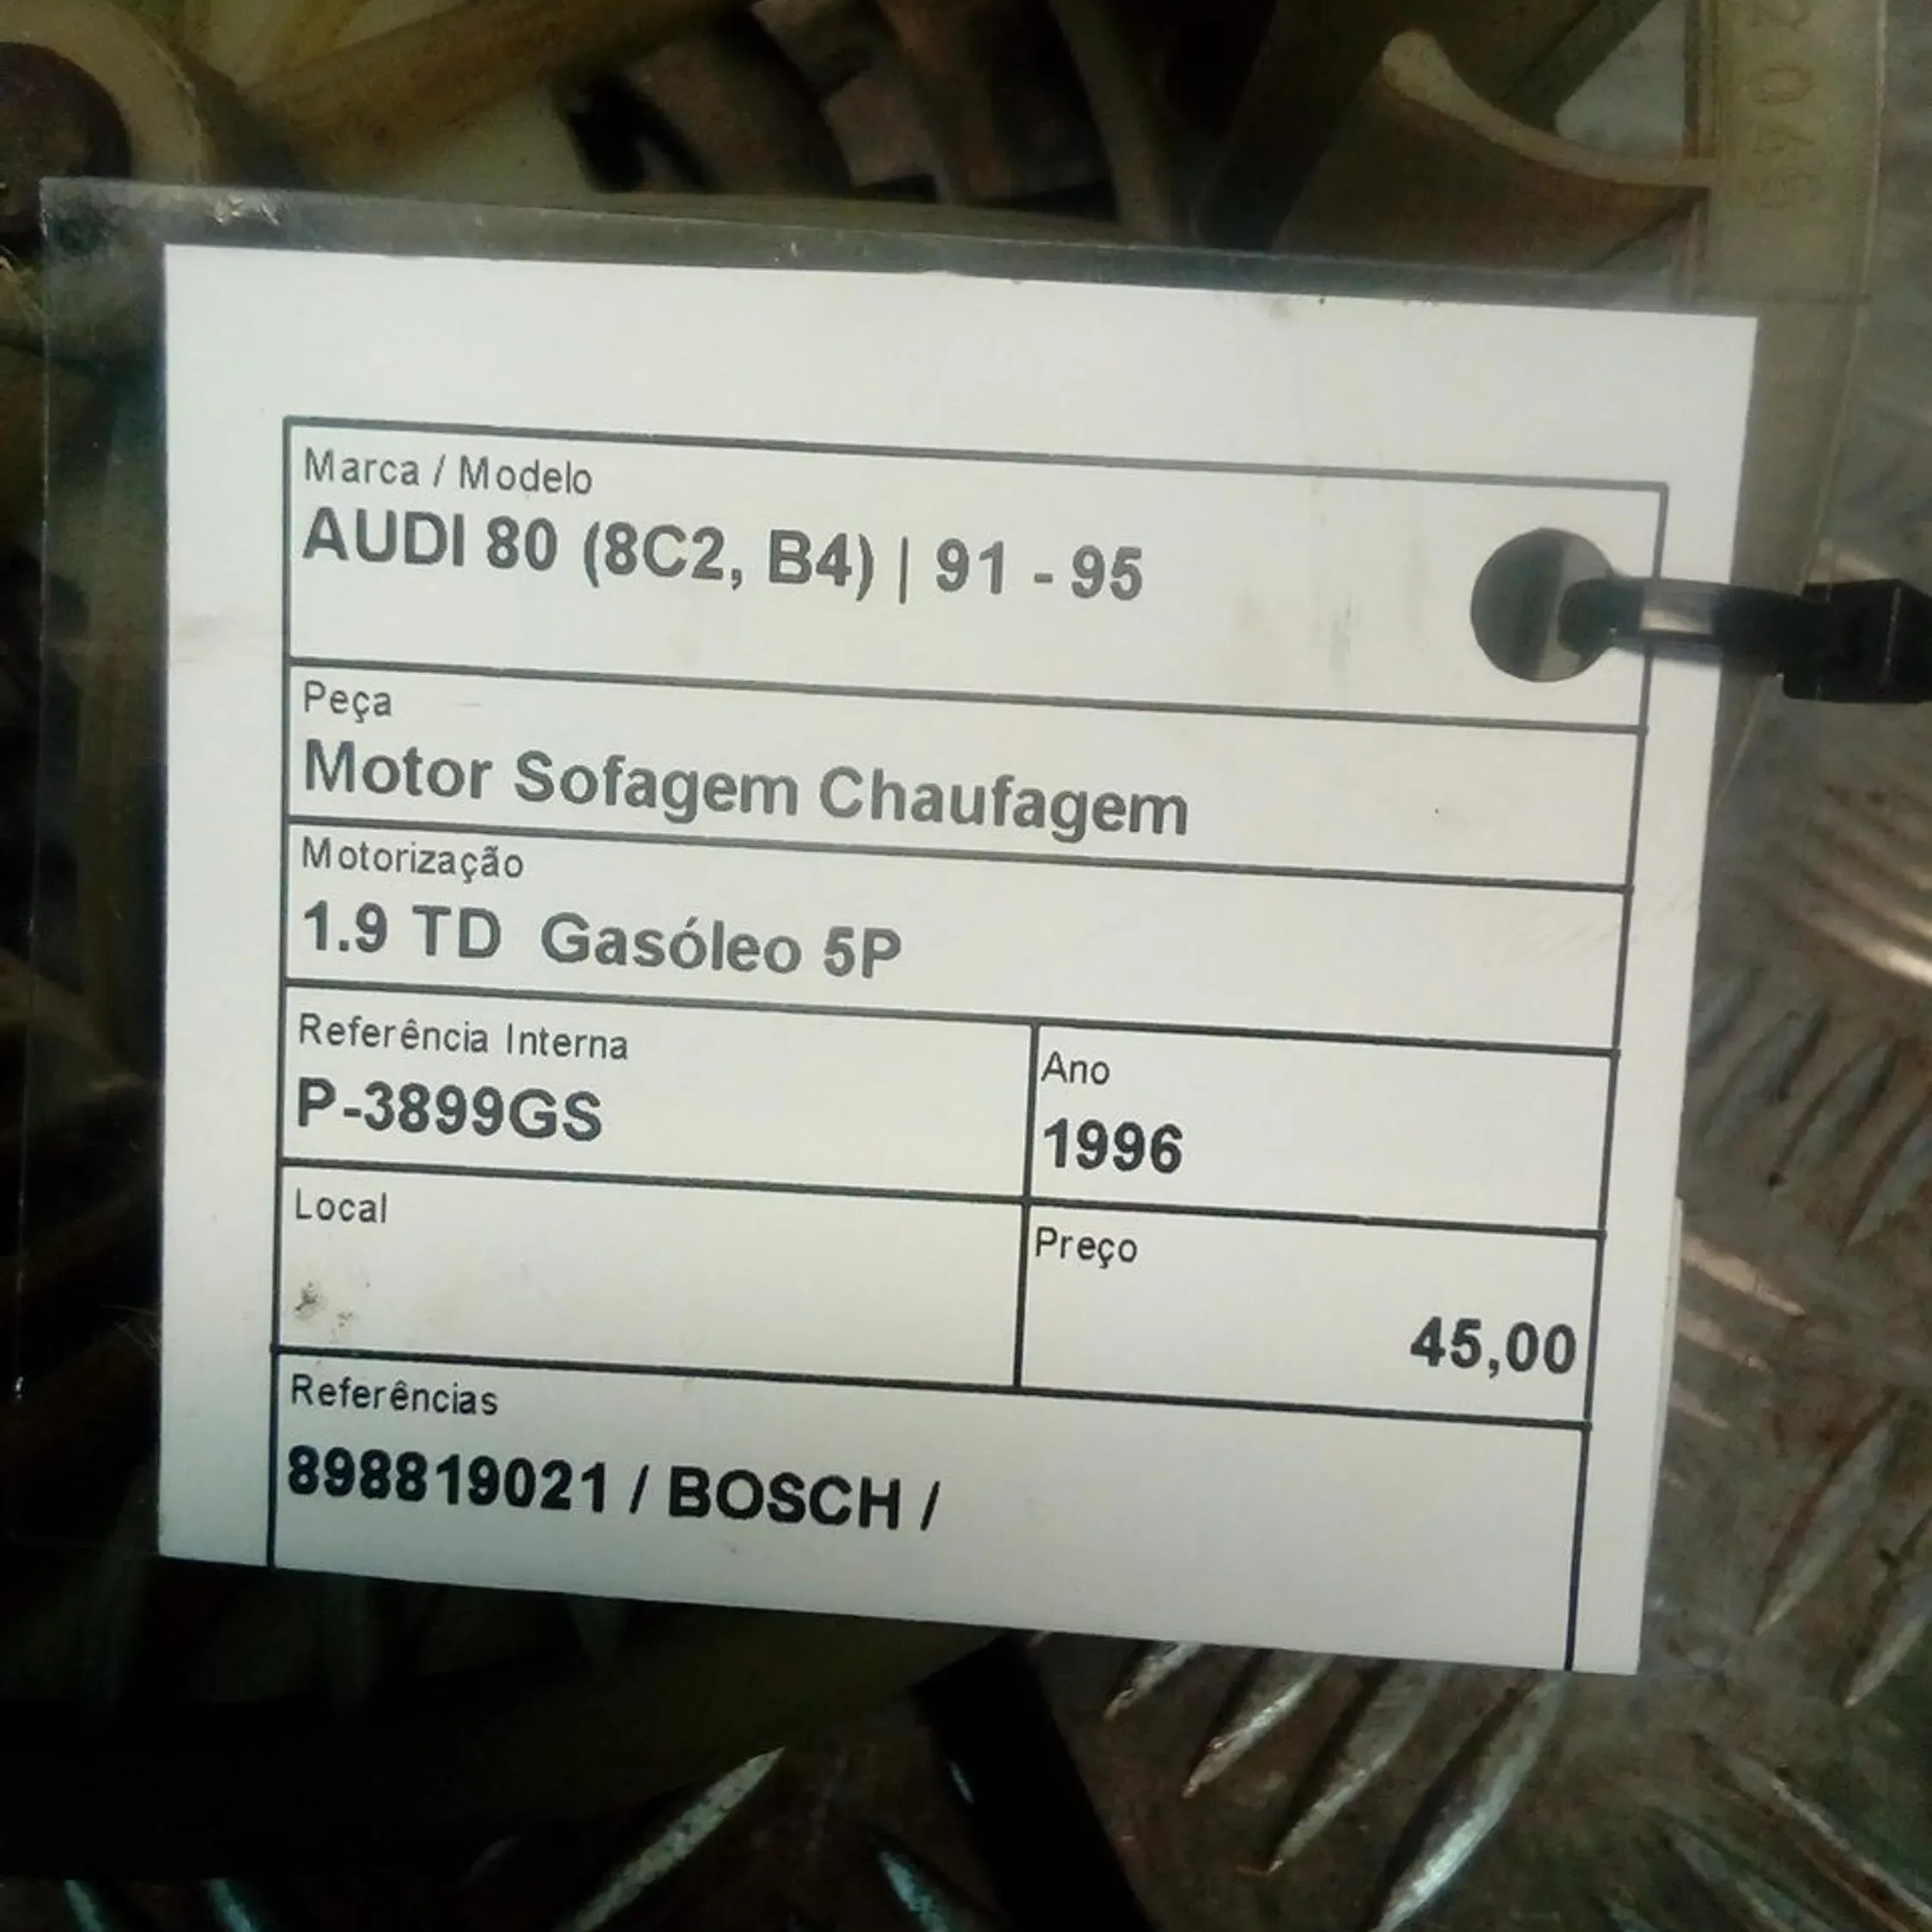 Marca / Modelo
AUDI 80 (8C2, B4) | 91 - 95
Peça
Motor Sofagem Chaufagem
Motorização
1.9 TD Gasóleo 5P
Referência Interna
P-3899GS
Ano
1996
Local
Preço
45,00
Referências
898819021 / BOSCH /